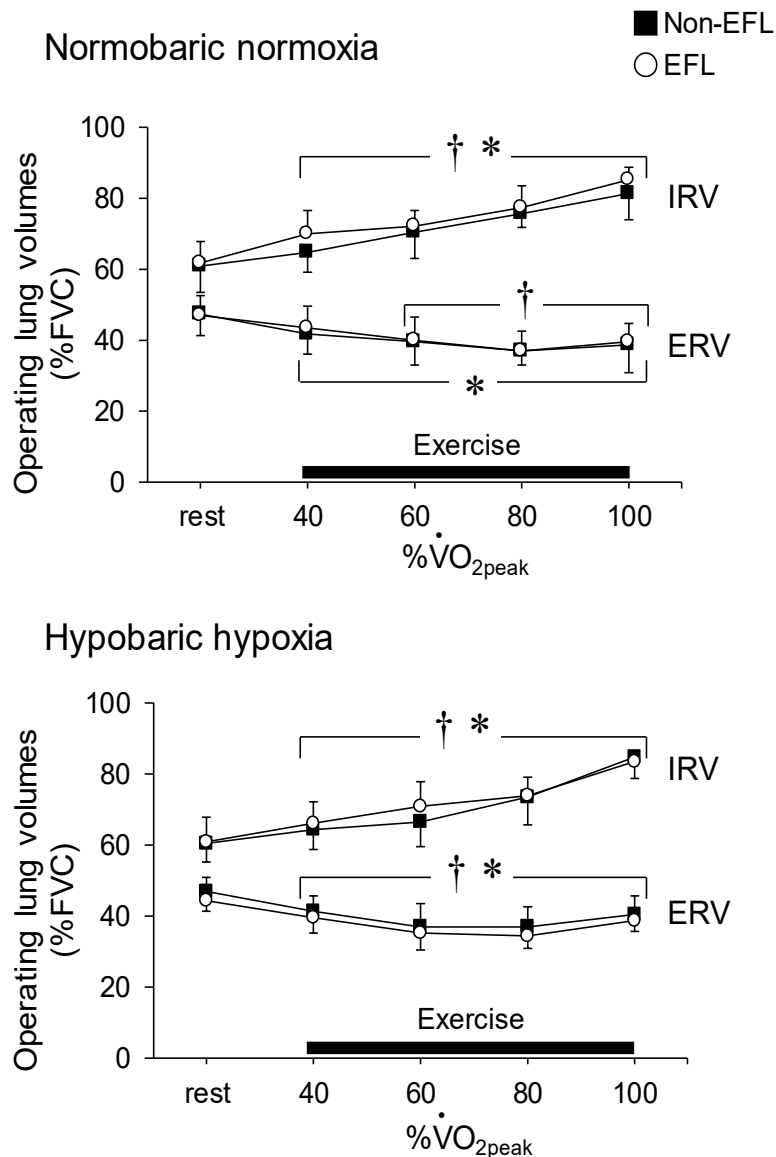 Normobaric normoxia
Non-EFL
EFL
Operating lung volumes
(%FVC)
100
80
60
40
20
0
† *
IRV
†
ERV
*
Exercise
rest 40 60 80 100
%V̇O₂peak
Hypobaric hypoxia
Operating lung volumes
(%FVC)
100
80
60
40
20
0
† *
IRV
† *
ERV
Exercise
rest 40 60 80 100
%V̇O₂peak